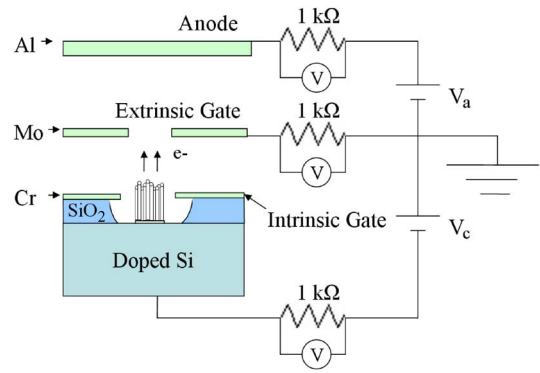 Anode
1 kΩ
Al
V
Va
Extrinsic Gate
1 kΩ
Mo
e-
V
Cr
SiO2
Intrinsic Gate
Vc
Doped Si
1 kΩ
V